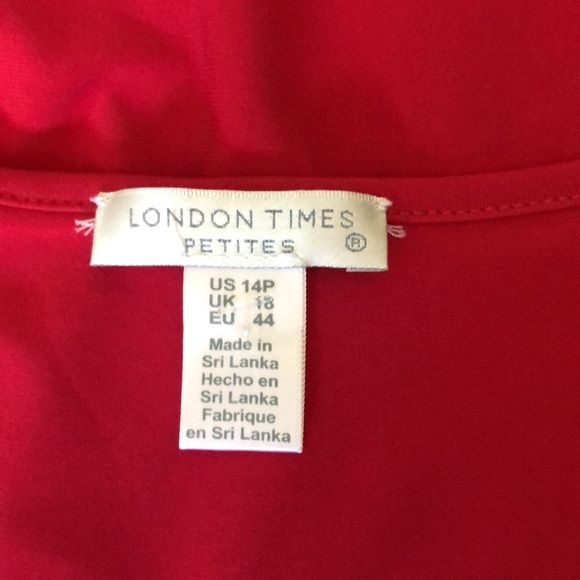 LONDON TIMES
PETITES ®
US 14P
UK 18
EU 44
Made in
Sri Lanka
Hecho en
Sri Lanka
Fabrique
en Sri Lanka